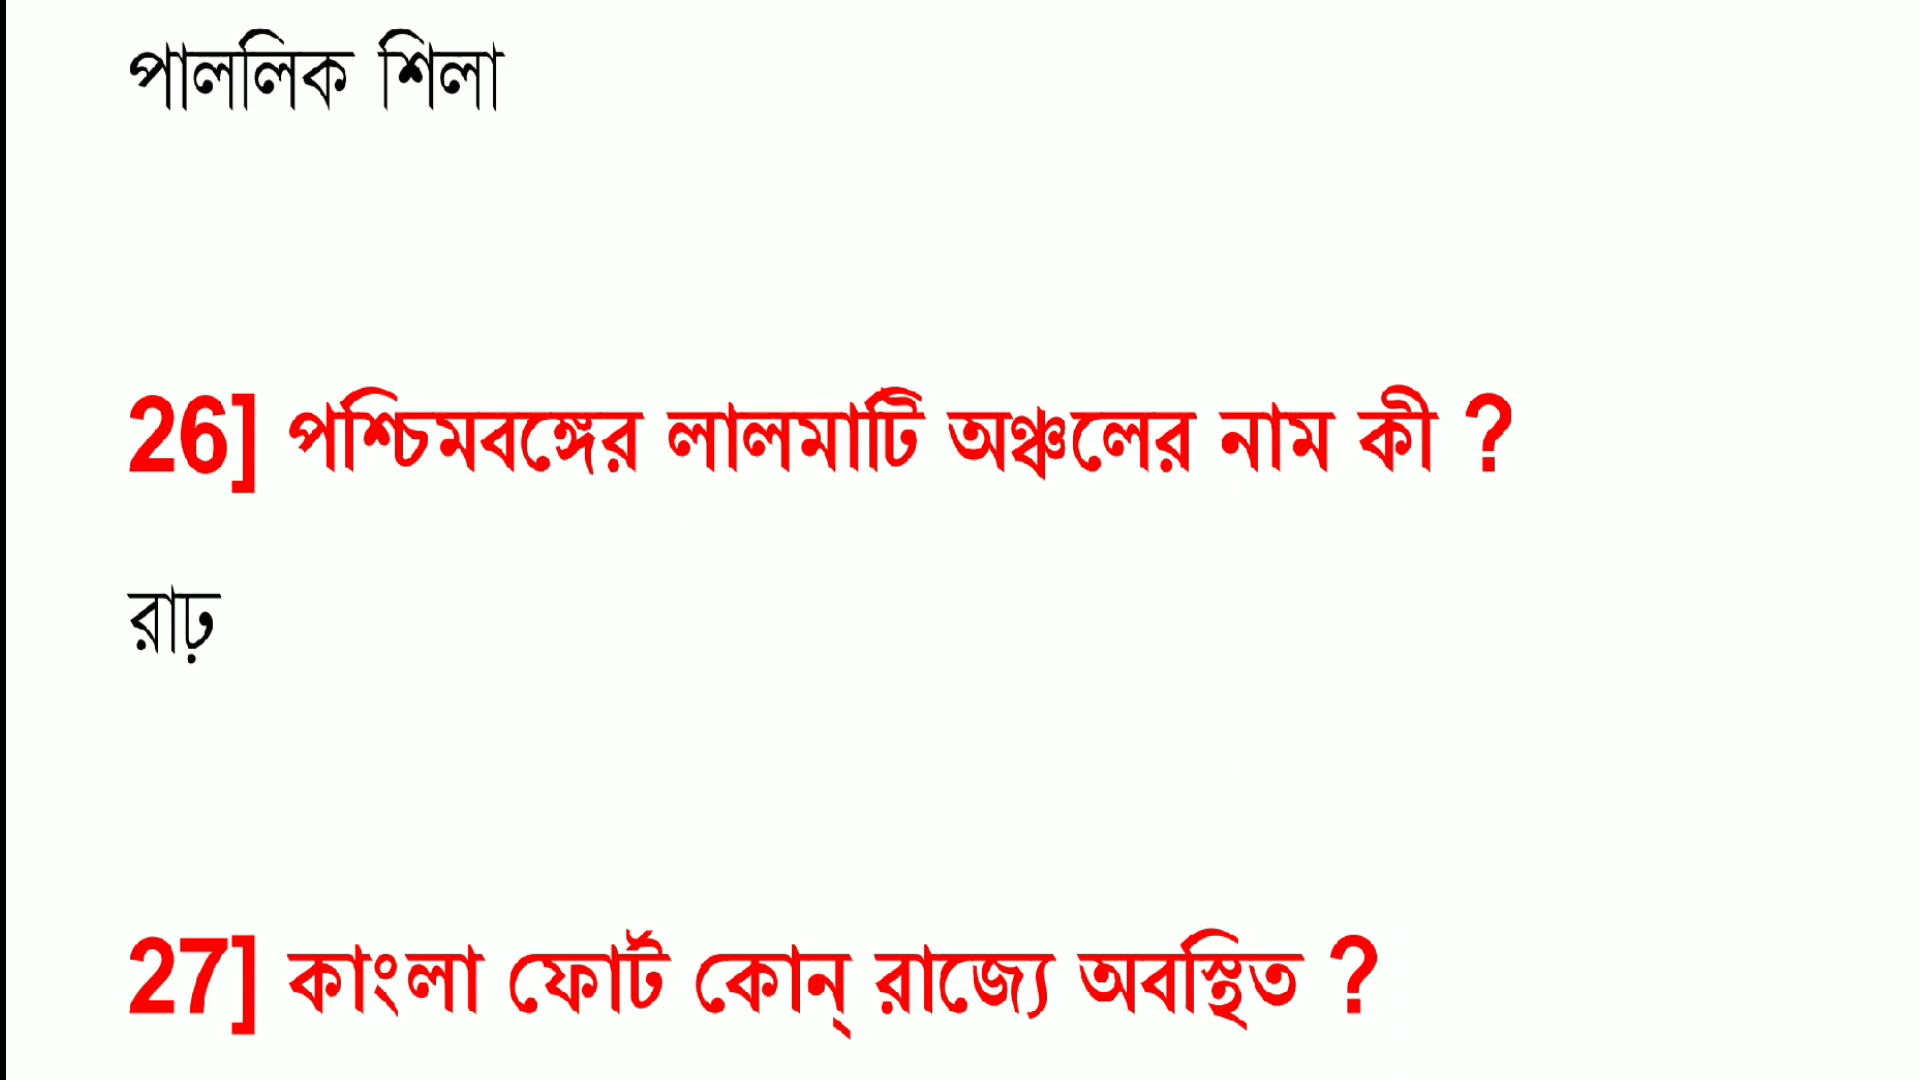 পাললিক শিলা
26] পশ্চিমবঙ্গের লালমাটি অঞ্চলের নাম কী ?
রাঢ়
27] কাংলা ফোর্ট কোন্ রাজ্যে অবস্থিত ?